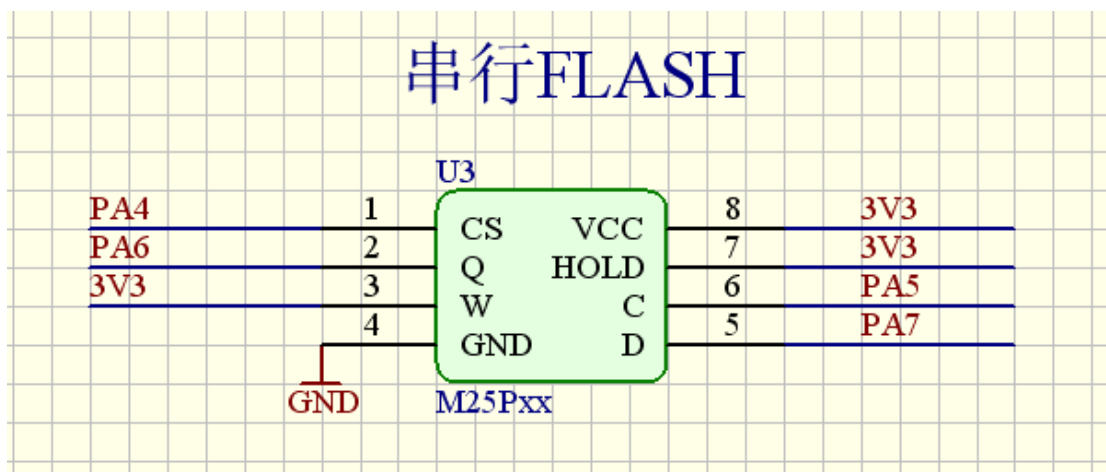 串行FLASH
U3
PA4 1 CS VCC 8 3V3
PA6 2 Q HOLD 7 3V3
3V3 3 W C 6 PA5
4 GND D 5 PA7
GND M25Pxx